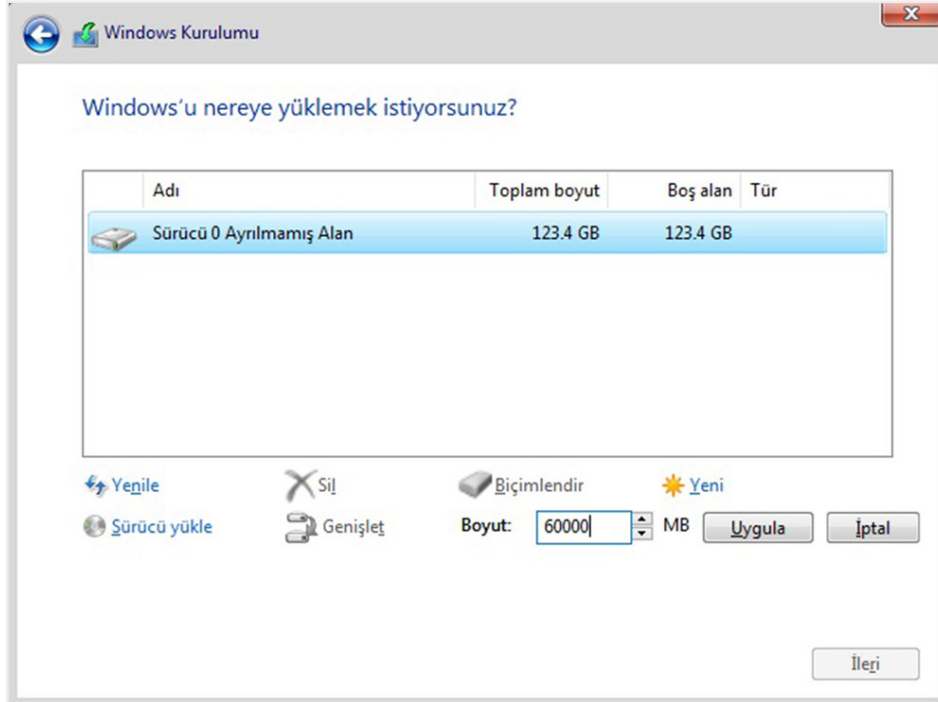 Windows Kurulumu
Windows'u nereye yüklemek istiyorsunuz?
Adı Toplam boyut Boş alan Tür
Sürücü 0 Ayrılmamış Alan 123.4 GB 123.4 GB
Yenile Sil Biçimlendir Yeni
Sürücü yükle Genişlet Boyut: 60000 MB Uygula İptal
İleri